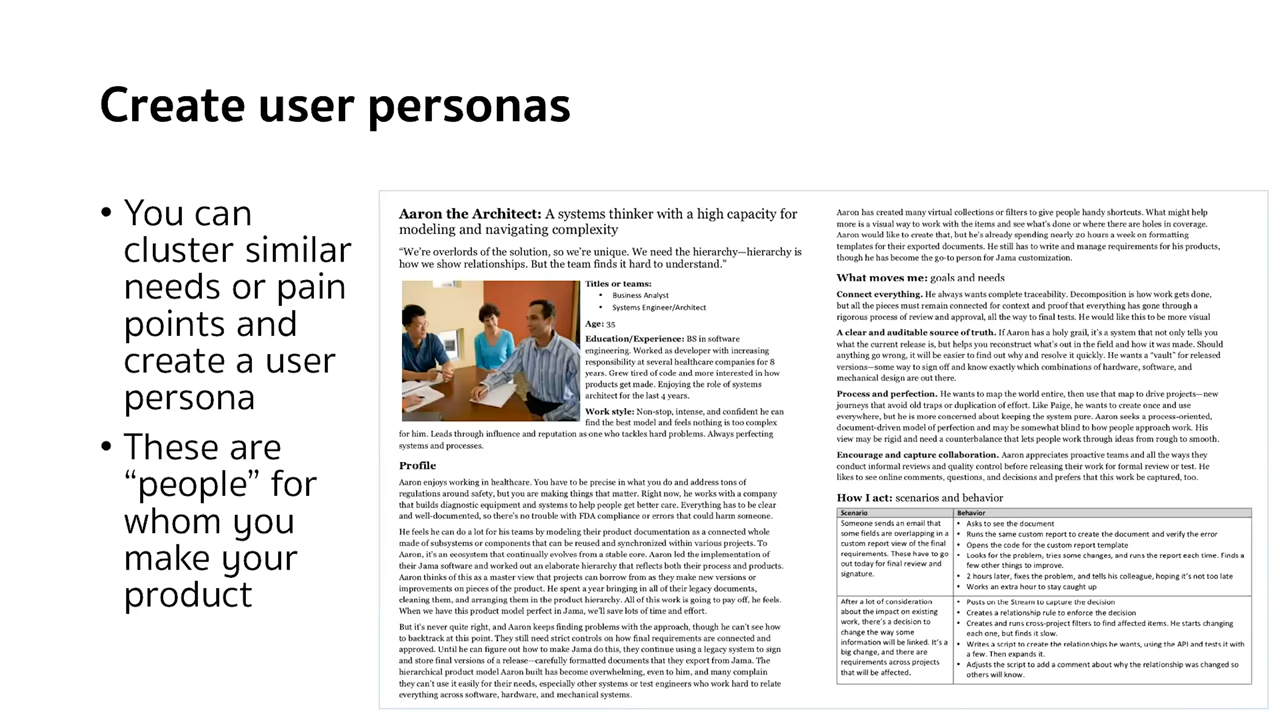 Create user personas
• You can
cluster similar
needs or pain
points and
create a user
persona
• These are
“people” for
whom you
make your
product
Aaron the Architect: A systems thinker with a high capacity for
modeling and navigating complexity
“We’re overlords of the solution, so we’re unique. We need the hierarchy—hierarchy is
how we show relationships. But the team finds it hard to understand.”
Titles or teams:
• Business Analyst
• Systems Engineer/Architect
Age: 35
Education/Experience: BS in software
engineering. Worked as developer with increasing
responsibility at several healthcare companies for 8
years. Grew tired of code and more interested in how
products get made. Enjoying the role of systems
architect for the last 4 years.
Work style: Non-stop, intense, and confident he can
find the best model and feels nothing is too complex
for him. Leads through influence and reputation as one who tackles hard problems. Always perfecting
systems and processes.
Profile
Aaron enjoys working in healthcare. You have to be precise in what you do and address tons of
regulations around safety, but you are making things that matter. Right now, he works with a company
that builds diagnostic equipment and systems to help people get better care. Everything has to be clear
and well-documented, so there’s no trouble with FDA compliance or errors that could harm someone.
He feels he can do a lot for his teams by modeling their product documentation as a connected whole
made of subsystems or components that can be reused and synchronized within various projects. To
Aaron, it’s an ecosystem that continually evolves from a stable core. Aaron led the implementation of
their Jama software and worked out an elaborate hierarchy that reflects both their process and products.
Aaron thinks of this as a master view that projects can borrow from as they make new versions or
improvements on pieces of the product. He spent a year bringing in all of their legacy documents,
cleaning them, and arranging them in the product hierarchy. All of this work is going to pay off, he feels.
When we have this product model perfect in Jama, we’ll save lots of time and effort.
But it’s never quite right, and Aaron keeps finding problems with the approach, though he can’t see how
to backtrack at this point. They still need strict controls on how final requirements are connected and
approved. Until he can figure out how to make Jama do this, they continue using a legacy system to sign
and store final versions of a release—carefully formatted documents that they export from Jama. The
hierarchical product model Aaron built has become overwhelming, even to him, and many complain
they can’t use it easily for their needs, especially other systems or test engineers who work hard to relate
everything across software, hardware, and mechanical systems.
Aaron has created many virtual collections or filters to give people handy shortcuts. What might help
more is a visual way to work with the items and see what’s done or where there are holes in coverage.
Aaron would like to create that, but he’s already spending nearly 20 hours a week on formatting
templates for their exported documents. He still has to write and manage requirements for his products,
though he has become the go-to person for Jama customization.
What moves me: goals and needs
Connect everything. He always wants complete traceability. Decomposition is how work gets done,
but all the pieces must remain connected for context and proof that everything has gone through a
rigorous process of review and approval, all the way to final tests. He would like this to be more visual
A clear and auditable source of truth. If Aaron has a holy grail, it’s a system that not only tells you
what the current release is, but helps you reconstruct what’s out in the field and how it was made. Should
anything go wrong, it will be easier to find out why and resolve it quickly. He wants a “vault” for released
versions—some way to sign off and know exactly which combinations of hardware, software, and
mechanical design are out there.
Process and perfection. He wants to map the world entire, then use that map to drive projects—new
journeys that avoid old traps or duplication of effort. Like Paige, he wants to create once and use
everywhere, but he is more concerned about keeping the system pure. Aaron seeks a process-oriented,
document-driven model of perfection and may be somewhat blind to how people approach work. His
view may be rigid and need a counterbalance that lets people work through ideas from rough to smooth.
Encourage and capture collaboration. Aaron appreciates proactive teams and all the ways they
conduct informal reviews and quality control before releasing their work for formal review or test. He
likes to see online comments, questions, and decisions and prefers that this work be captured, too.
How I act: scenarios and behavior
Scenario
Behavior
Someone sends an email that
some fields are overlapping in a
custom report view of the final
requirements. These have to go
out today for final review and
signature.
• Asks to see the document
• Runs the same custom report to create the document and verify the error
• Opens the code for the custom report template
• Looks for the problem, tries some changes, and runs the report each time. Finds a
few other things to improve.
• 2 hours later, fixes the problem, and tells his colleague, hoping it’s not too late
• Works an extra hour to stay caught up
After a lot of consideration
about the impact on existing
work, there’s a decision to
change the way some
information will be linked. It’s a
big change, and there are
requirements across projects
that will be affected.
• Posts on the Stream to capture the decision
• Creates a relationship rule to enforce the decision
• Creates and runs cross-project filters to find affected items. He starts changing
each one, but finds it slow.
• Writes a script to create the relationships he wants, using the API and tests it with
a few. Then expands it.
• Adjusts the script to add a comment about why the relationship was changed so
others will know.